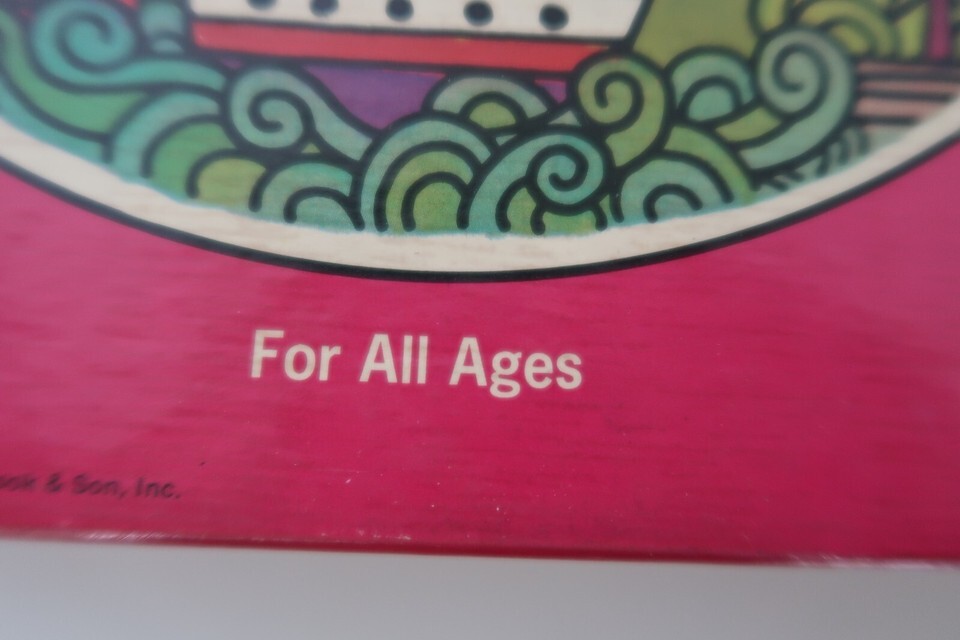 For All Ages
& Son, Inc.